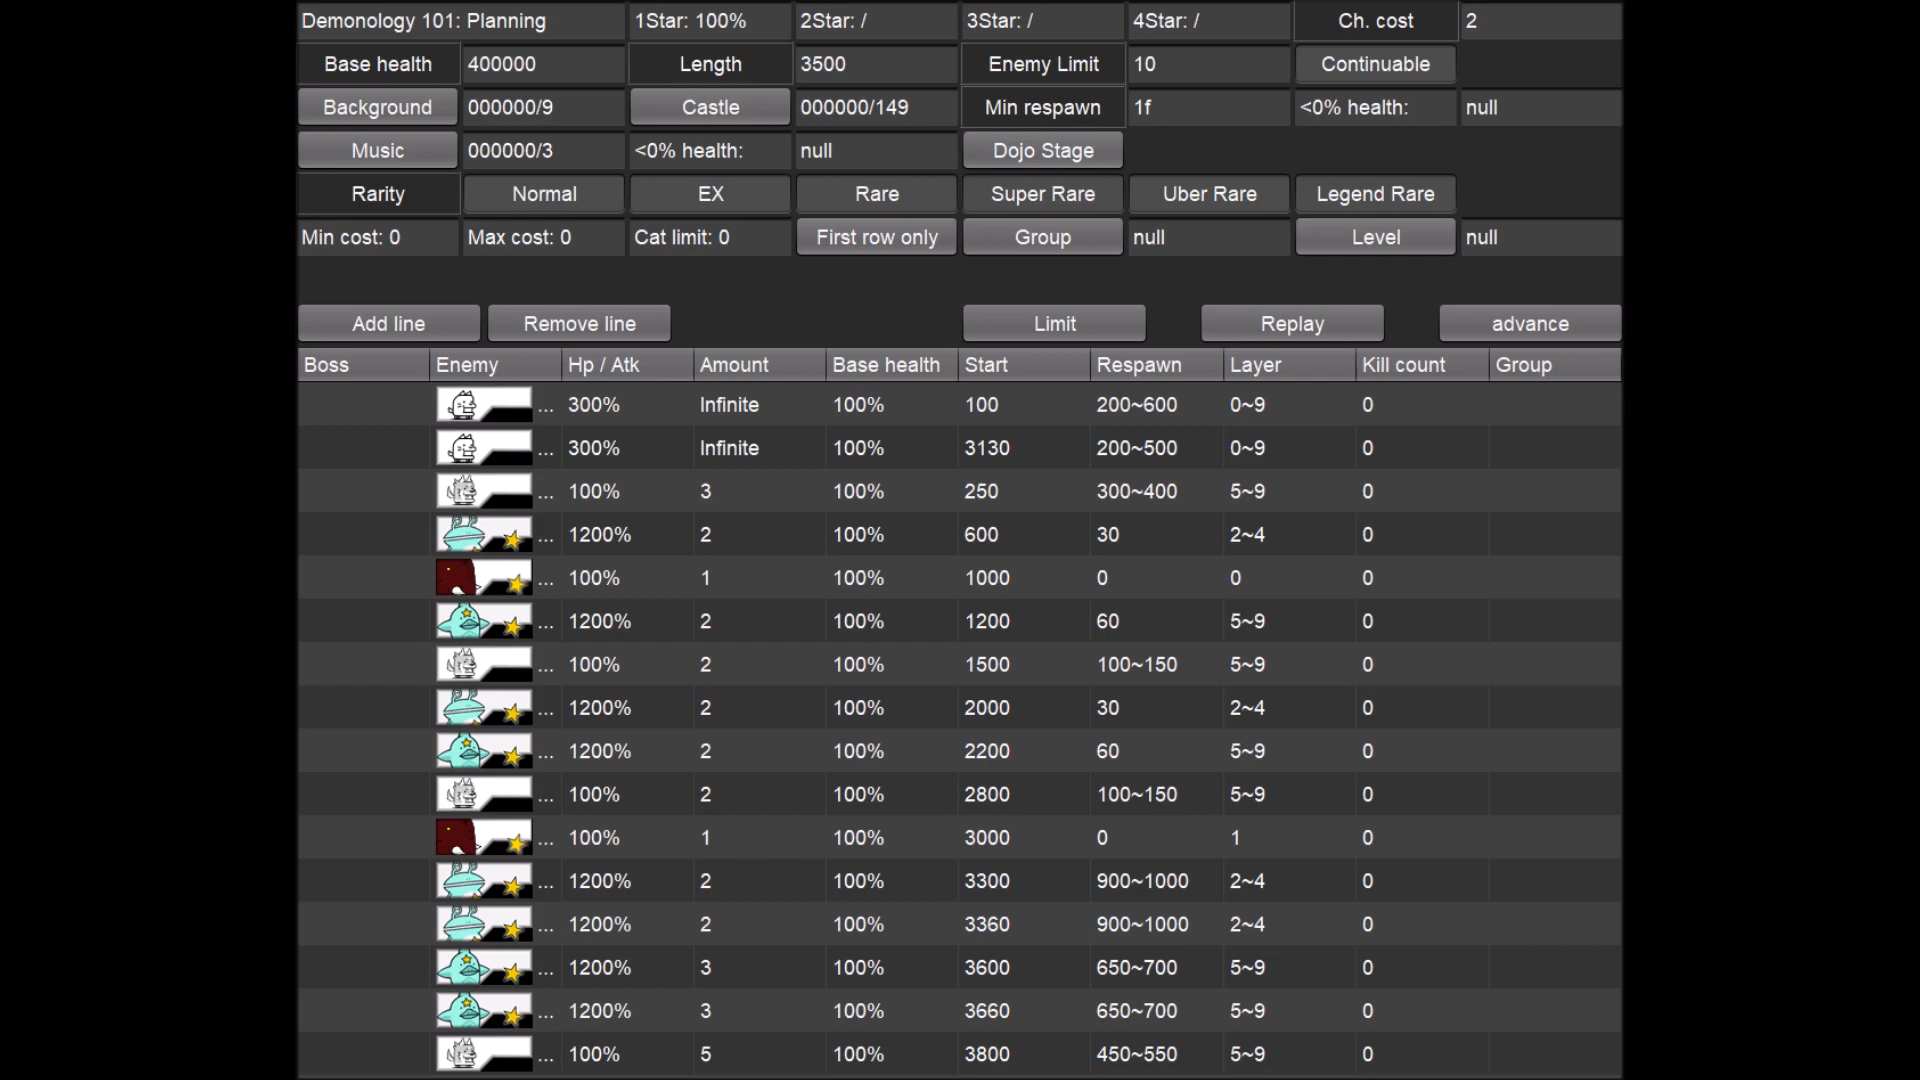 Demonology 101: Planning 1Star: 100% 2Star: / 3Star: / 4Star: / Ch. cost 2
Base health 400000 Length 3500 Enemy Limit 10 Continuable
Background 000000/9 Castle 000000/149 Min respawn 1f <0% health: null
Music 000000/3 <0% health: null Dojo Stage
Rarity Normal EX Rare Super Rare Uber Rare Legend Rare
Min cost: 0 Max cost: 0 Cat limit: 0 First row only Group null Level null
Add line Remove line Limit Replay advance
Boss Enemy Hp / Atk Amount Base health Start Respawn Layer Kill count Group
... 300% Infinite 100% 100 200~600 0~9 0
... 300% Infinite 100% 3130 200~500 0~9 0
... 100% 3 100% 250 300~400 5~9 0
... 1200% 2 100% 600 30 2~4 0
... 100% 1 100% 1000 0 0 0
... 1200% 2 100% 1200 60 5~9 0
... 100% 2 100% 1500 100~150 5~9 0
... 1200% 2 100% 2000 30 2~4 0
... 1200% 2 100% 2200 60 5~9 0
... 100% 2 100% 2800 100~150 5~9 0
... 100% 1 100% 3000 0 1 0
... 1200% 2 100% 3300 900~1000 2~4 0
... 1200% 2 100% 3360 900~1000 2~4 0
... 1200% 3 100% 3600 650~700 5~9 0
... 1200% 3 100% 3660 650~700 5~9 0
... 100% 5 100% 3800 450~550 5~9 0